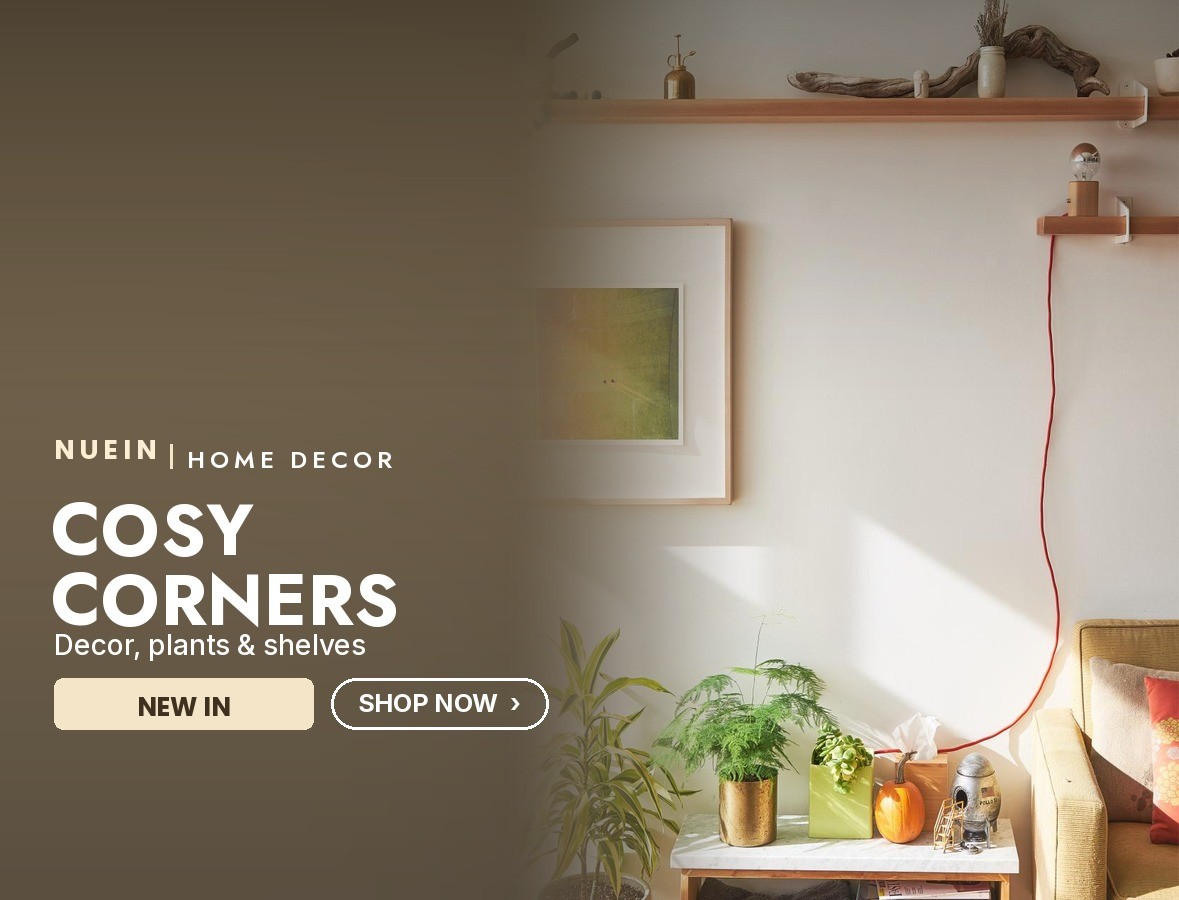 NUEIN | HOME DECOR
COSY
CORNERS
Decor, plants & shelves
NEW IN
SHOP NOW ›